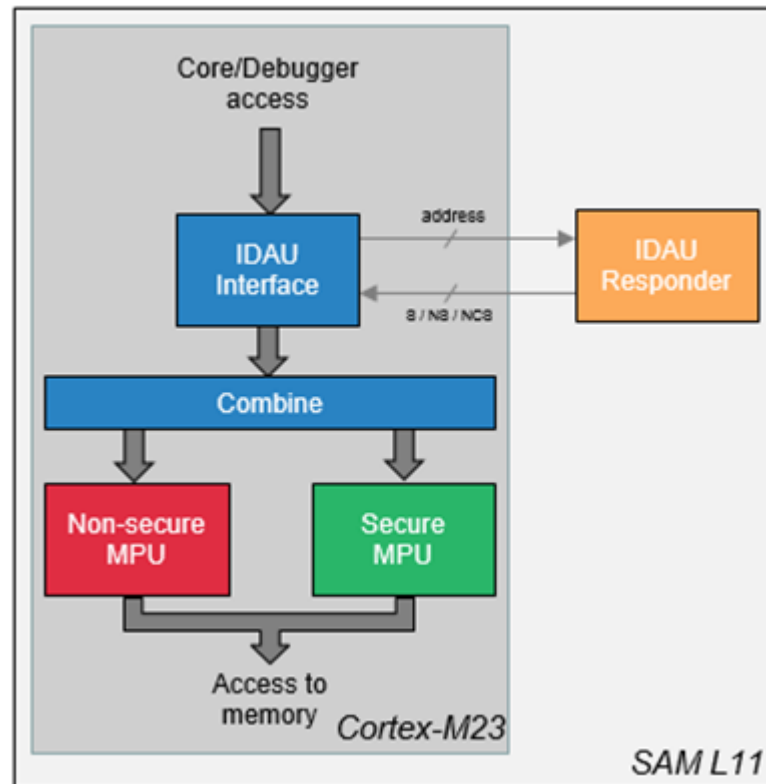 Core/Debugger
access
address
IDAU
Interface
IDAU
Responder
S / NS / NCS
Combine
Non-secure
MPU
Secure
MPU
Access to
memory
Cortex-M23
SAM L11